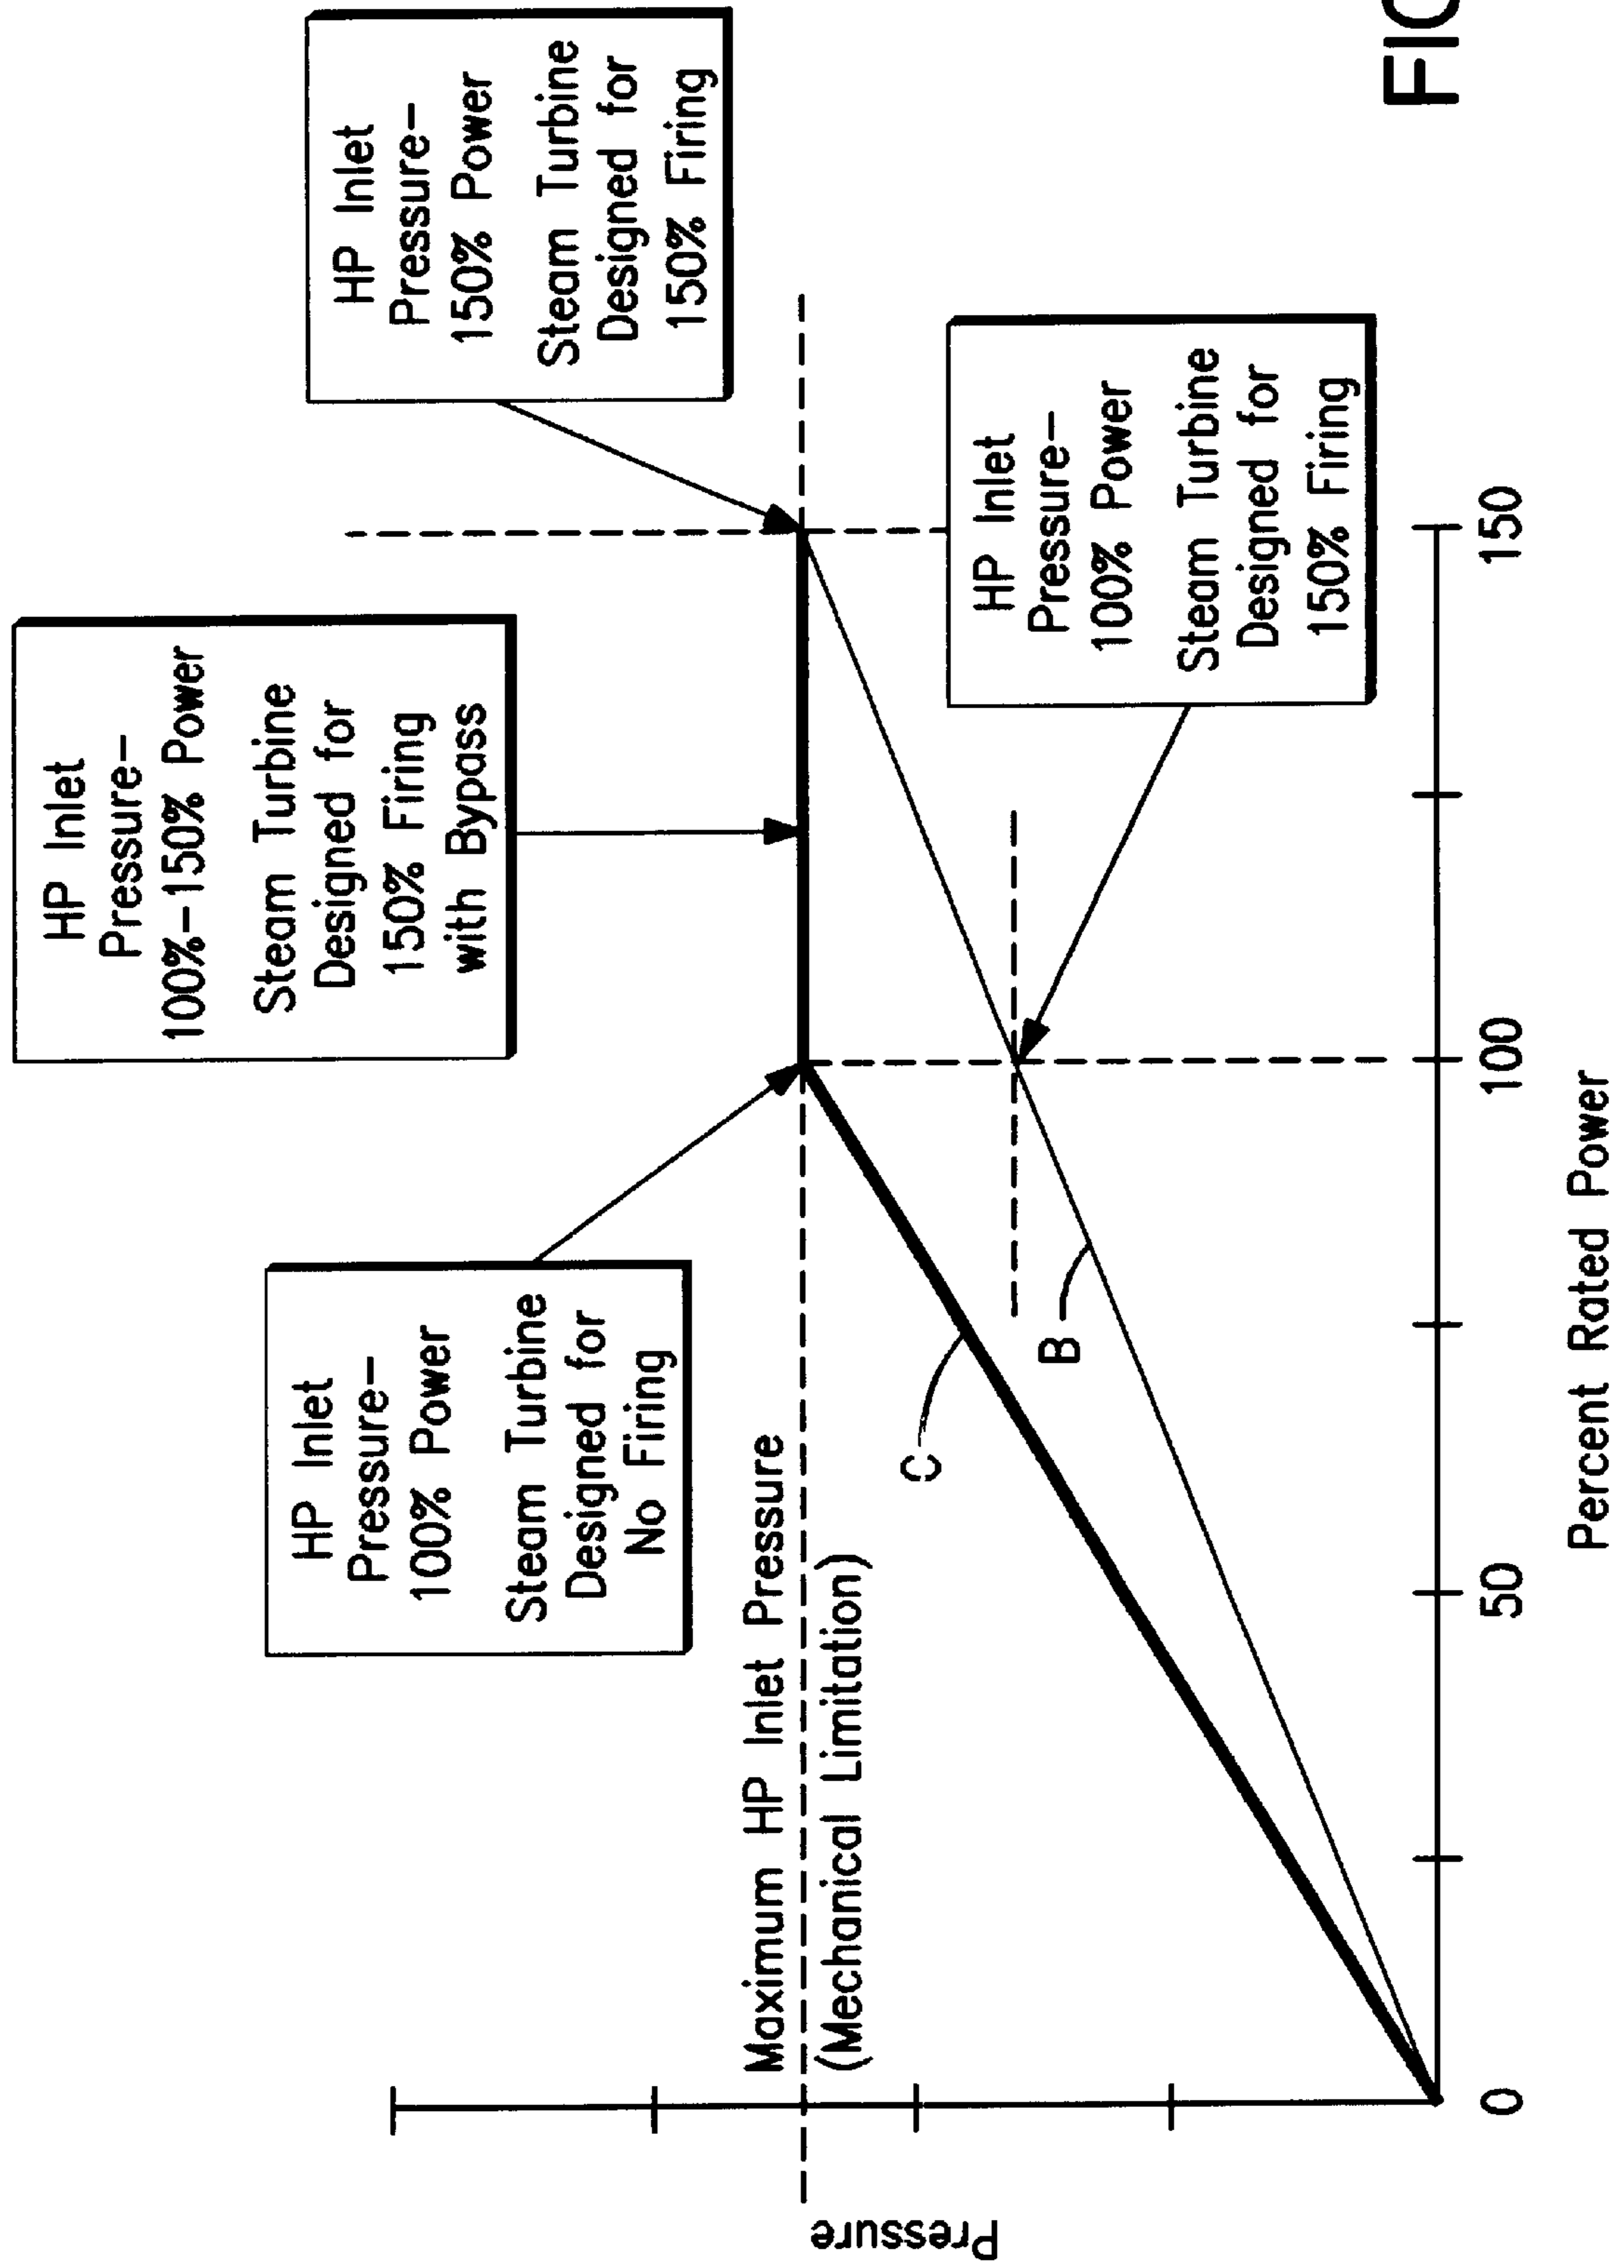 HP Inlet
Pressure-
100%-150% Power
Steam Turbine
Designed for
150% Firing
with Bypass
HP Inlet
Pressure-
100% Power
Steam Turbine
Designed for
No Firing
HP Inlet
Pressure-
150% Power
Steam Turbine
Designed for
150% Firing
Maximum HP Inlet Pressure
(Mechanical Limitation)
Pressure
C
B
HP Inlet
Pressure-
100% Power
Steam Turbine
Designed for
150% Firing
0
50
100
150
Percent Rated Power